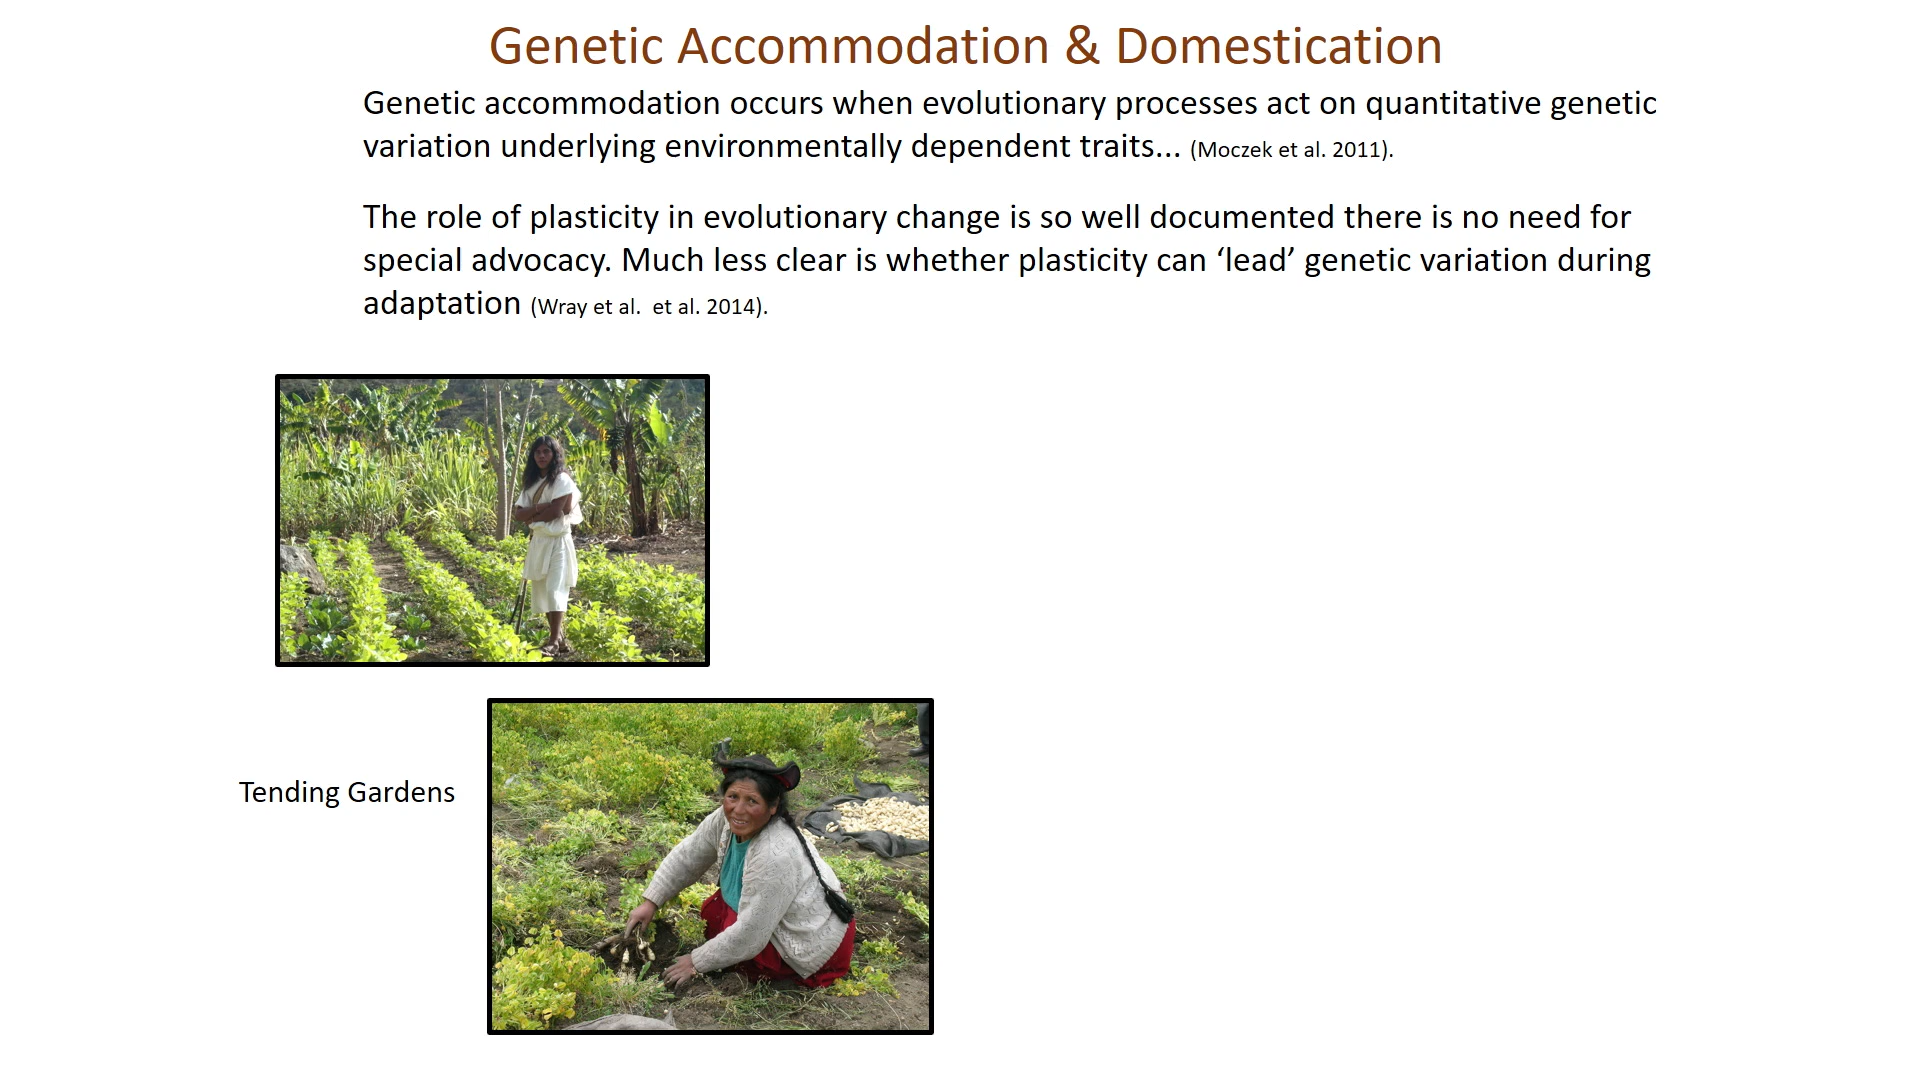 Genetic Accommodation & Domestication
Genetic accommodation occurs when evolutionary processes act on quantitative genetic
variation underlying environmentally dependent traits... (Moczek et al. 2011).
The role of plasticity in evolutionary change is so well documented there is no need for
special advocacy. Much less clear is whether plasticity can ‘lead’ genetic variation during
adaptation (Wray et al.  et al. 2014).
Tending Gardens